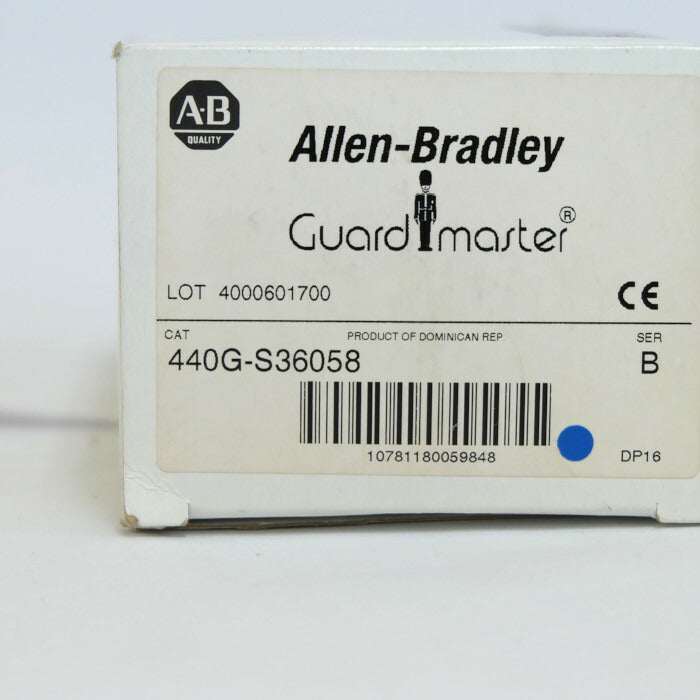 A-B
QUALITY
Allen-Bradley
Guardmaster®
LOT 4000601700
CE
CAT
PRODUCT OF DOMINICAN REP.
SER
440G-S36058
B
10781180059848
DP16